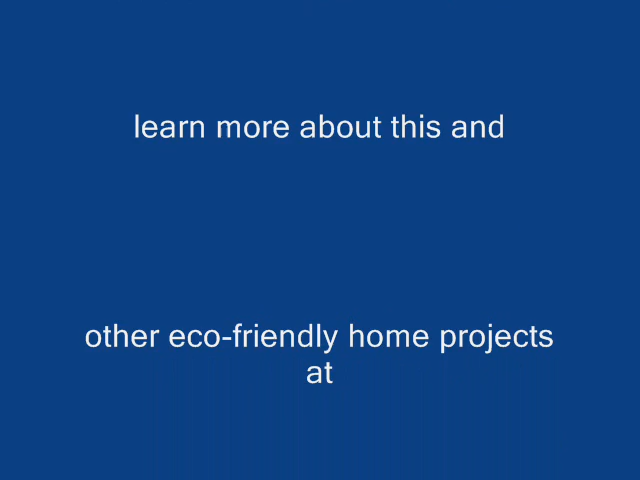 learn more about this and
other eco-friendly home projects
at